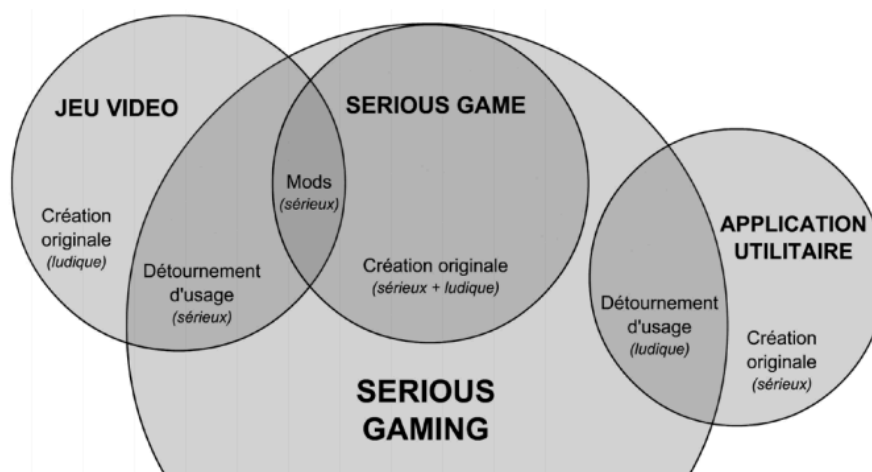 JEU VIDEO
SERIOUS GAME
Mods
(sérieux)
Création
originale
(ludique)
Détournement
d'usage
(sérieux)
Création originale
(sérieux + ludique)
APPLICATION
UTILITAIRE
Détournement
d'usage
(ludique)
Création
originale
(sérieux)
SERIOUS
GAMING